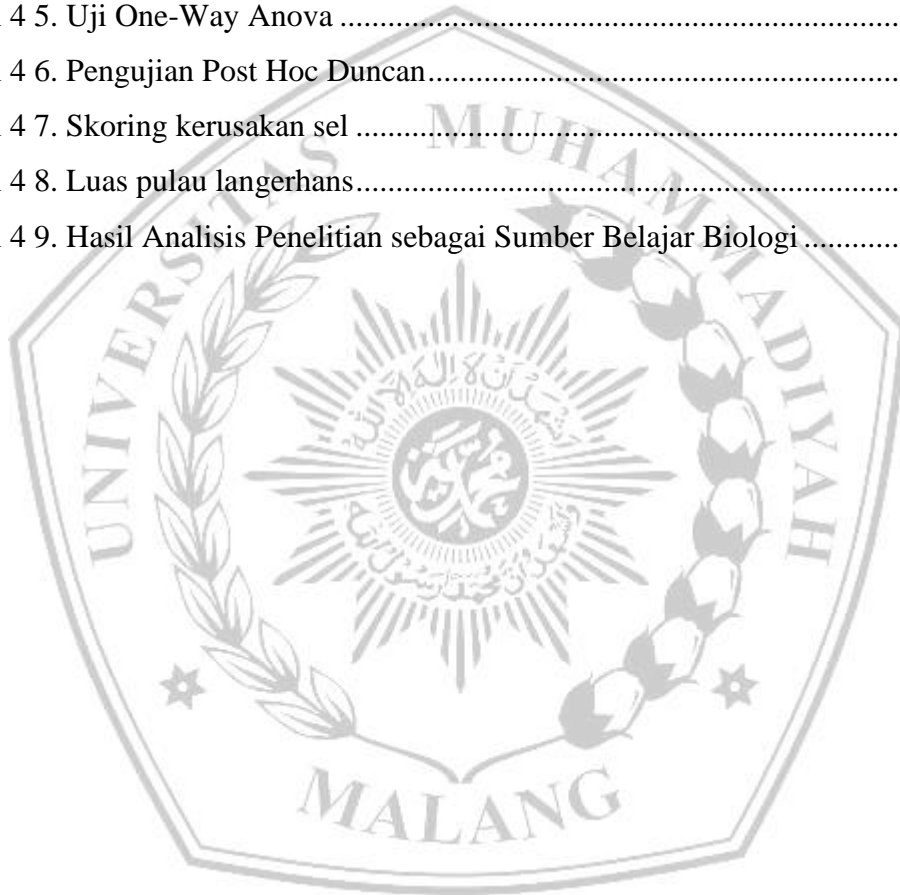 4 5. Uji One-Way Anova ....................................................................
4 6. Pengujian Post Hoc Duncan ...........................................................
4 7. Skoring kerusakan sel ....................................................................
4 8. Luas pulau langerhans ....................................................................
4 9. Hasil Analisis Penelitian sebagai Sumber Belajar Biologi ............
UNIVERSITAS MUHAMMADIYAH
MALANG